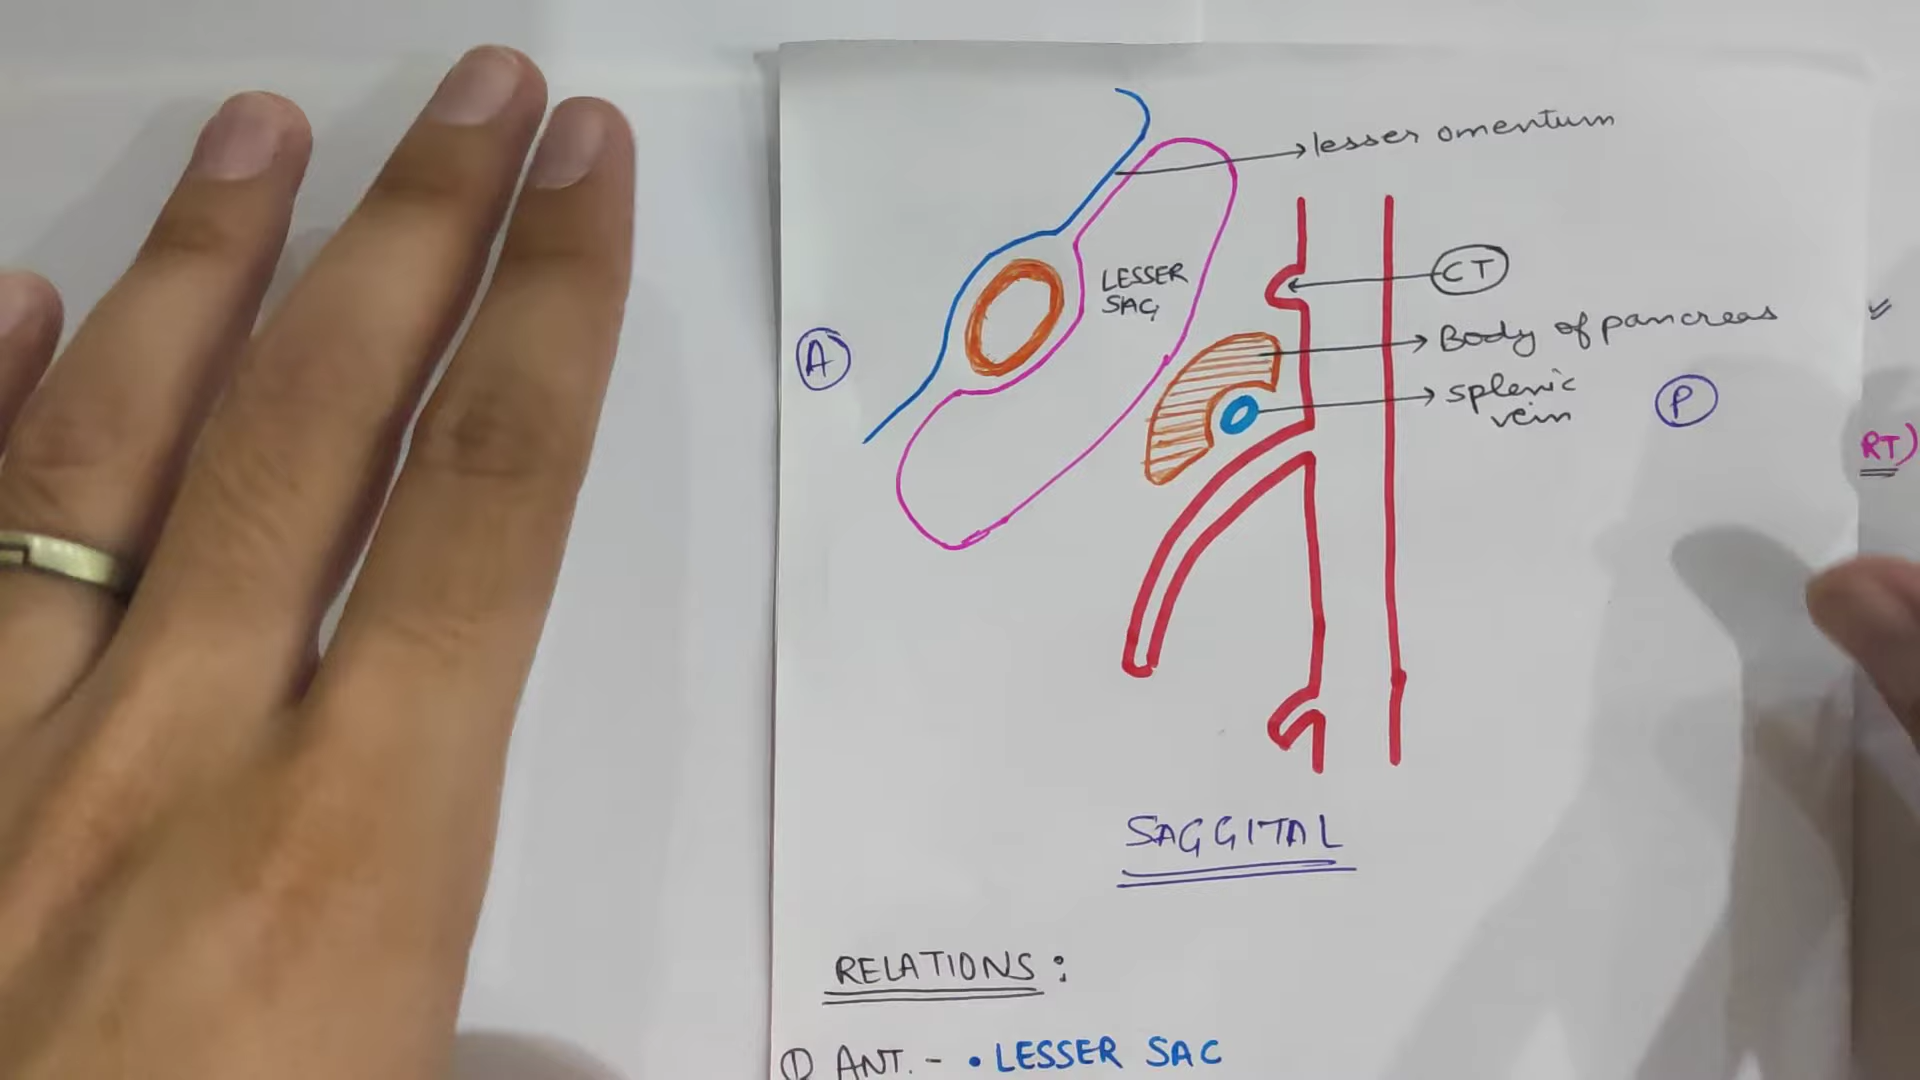 lesser omentum
LESSER
SAC
CT
A
Body of pancreas
splenic
vein
P
RT)
SAGGITAL
RELATIONS :
① ANT. - • LESSER SAC